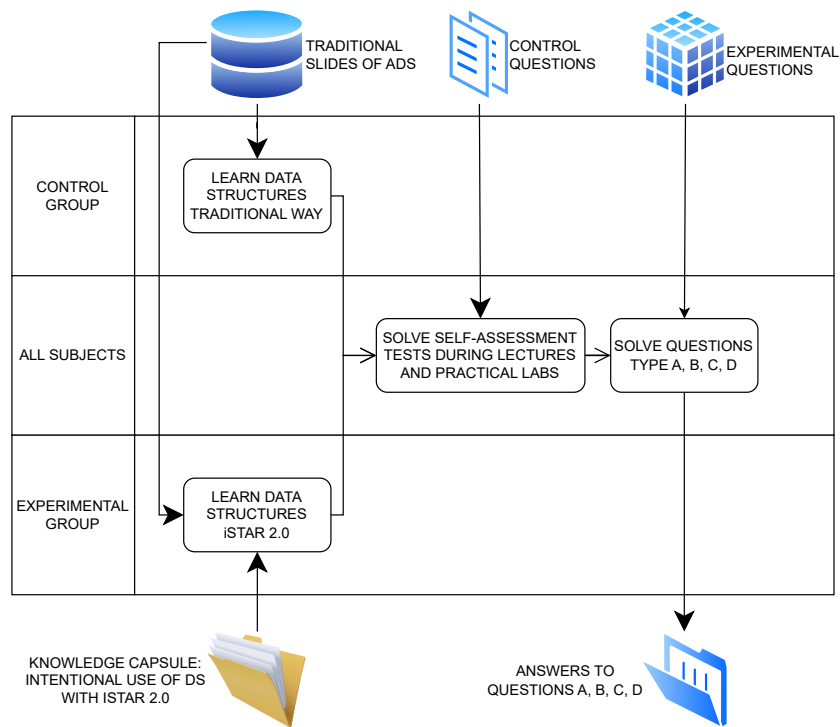 TRADITIONAL
SLIDES OF ADS
CONTROL
QUESTIONS
EXPERIMENTAL
QUESTIONS
CONTROL
GROUP
LEARN DATA
STRUCTURES
TRADITIONAL WAY
ALL SUBJECTS
SOLVE SELF-ASSESSMENT
TESTS DURING LECTURES
AND PRACTICAL LABS
SOLVE QUESTIONS
TYPE A, B, C, D
EXPERIMENTAL
GROUP
LEARN DATA
STRUCTURES
iSTAR 2.0
KNOWLEDGE CAPSULE:
INTENTIONAL USE OF DS
WITH ISTAR 2.0
ANSWERS TO
QUESTIONS A, B, C, D